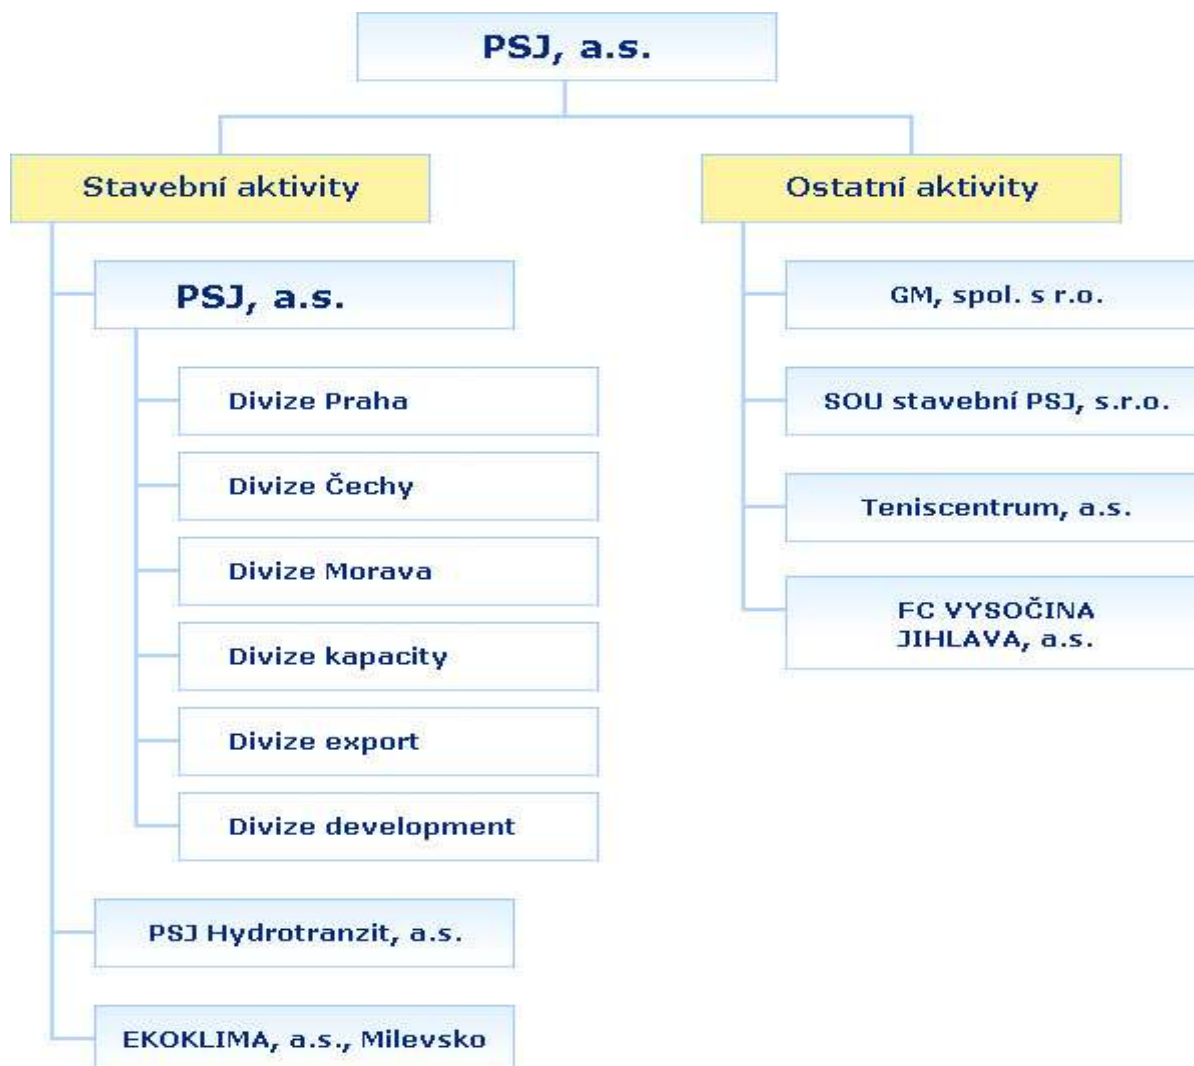 PSJ, a.s.
Stavební aktivity
PSJ, a.s.
Divize Praha
Divize Čechy
Divize Morava
Divize kapacity
Divize export
Divize development
PSJ Hydrotranzit, a.s.
EKOKLIMA, a.s., Milevsko
Ostatní aktivity
GM, spol. s r.o.
SOU stavební PSJ, s.r.o.
Teniscentrum, a.s.
FC VYSOČINA
JIHLAVA, a.s.